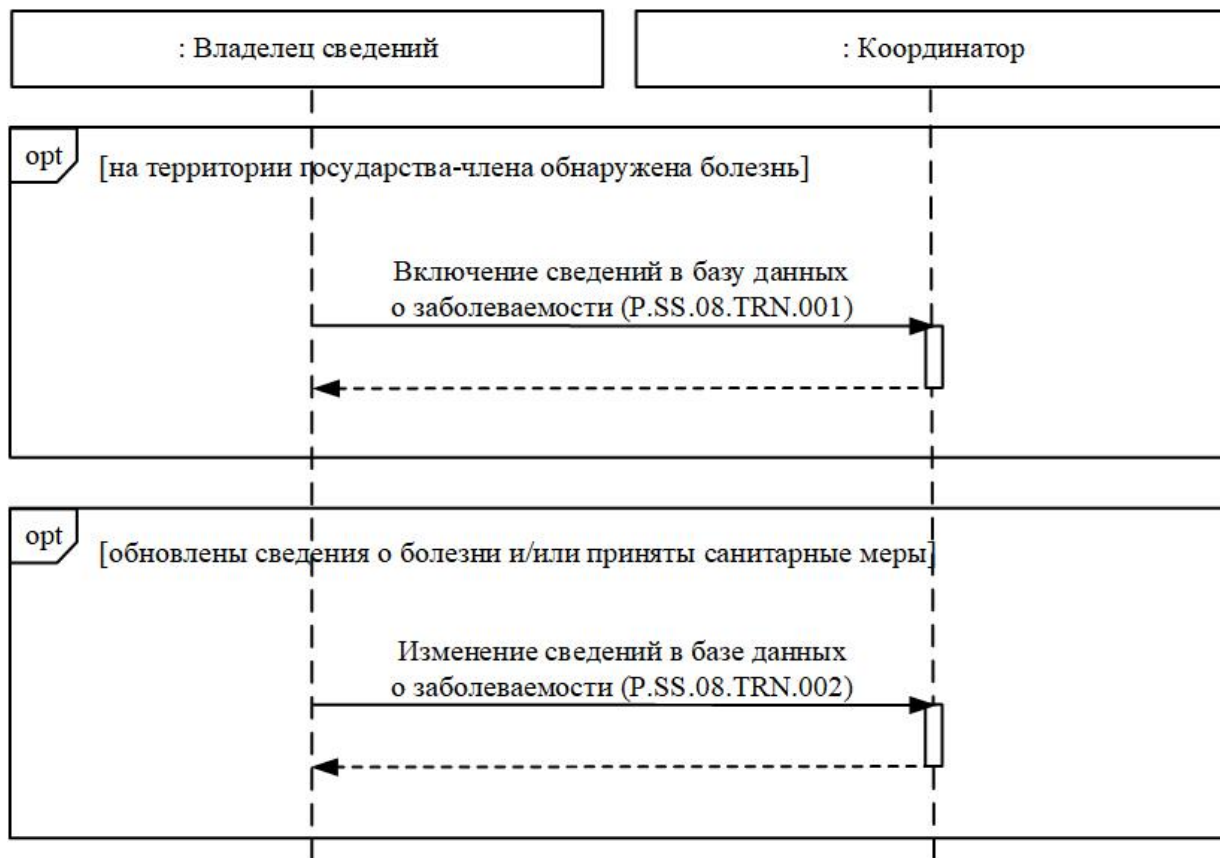 : Владелец сведений
: Координатор
opt
[на территории государства-члена обнаружена болезнь]
Включение сведений в базу данных
о заболеваемости (P.SS.08.TRN.001)
opt
[обновлены сведения о болезни и/или приняты санитарные меры]
Изменение сведений в базе данных
о заболеваемости (P.SS.08.TRN.002)